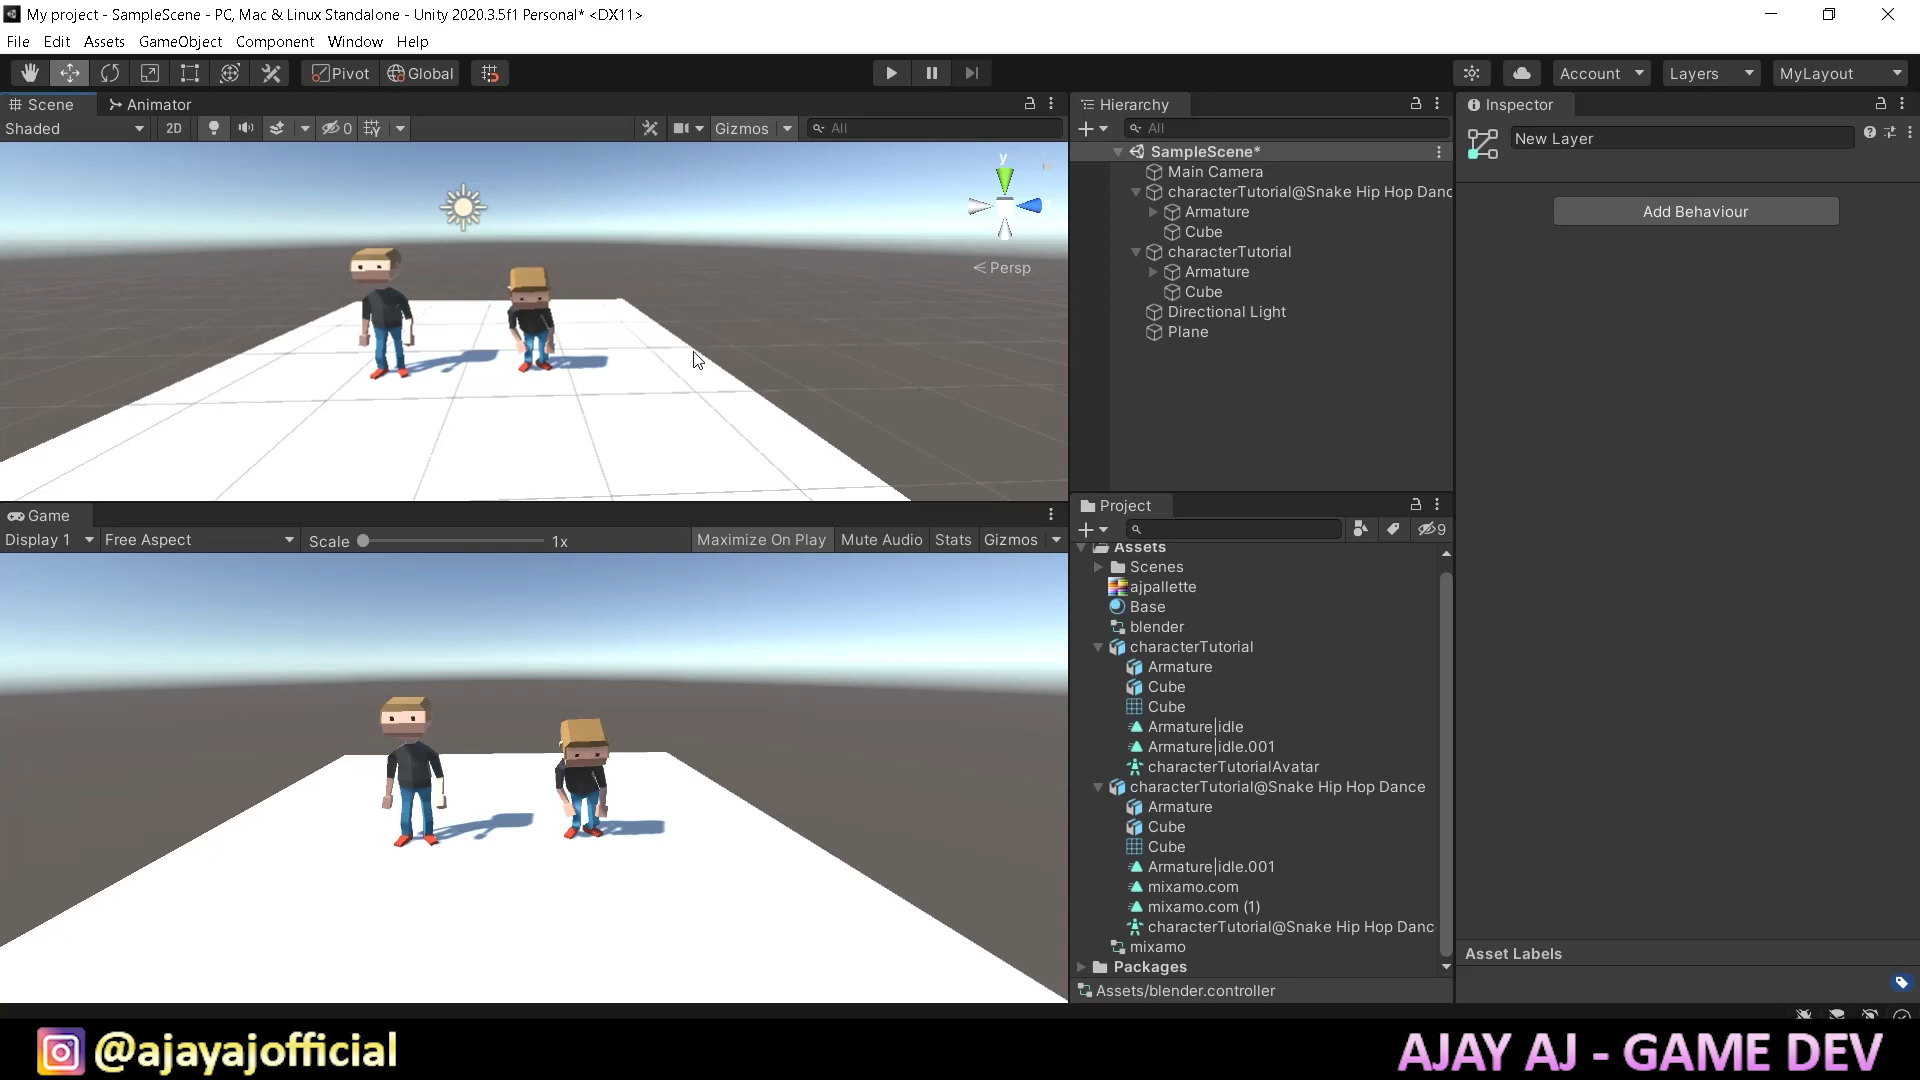 My project - SampleScene - PC, Mac & Linux Standalone - Unity 2020.3.5f1 Personal* <DX11>
File Edit Assets GameObject Component Window Help
Pivot Global Account Layers MyLayout
Scene Animator
Shaded 2D 0 Gizmos All
y
Persp
Hierarchy
All
SampleScene*
Main Camera
characterTutorial@Snake Hip Hop Danc
Armature
Cube
characterTutorial
Armature
Cube
Directional Light
Plane
Inspector
New Layer
Add Behaviour
Game
Display 1 Free Aspect Scale 1x Maximize On Play Mute Audio Stats Gizmos
Project
9
Assets
Scenes
ajpallette
Base
blender
characterTutorial
Armature
Cube
Cube
Armature|idle
Armature|idle.001
characterTutorialAvatar
characterTutorial@Snake Hip Hop Dance
Armature
Cube
Cube
Armature|idle.001
mixamo.com
mixamo.com (1)
characterTutorial@Snake Hip Hop Danc
mixamo
Packages
Assets/blender.controller
Asset Labels
@ajayajofficial
AJAY AJ - GAME DEV